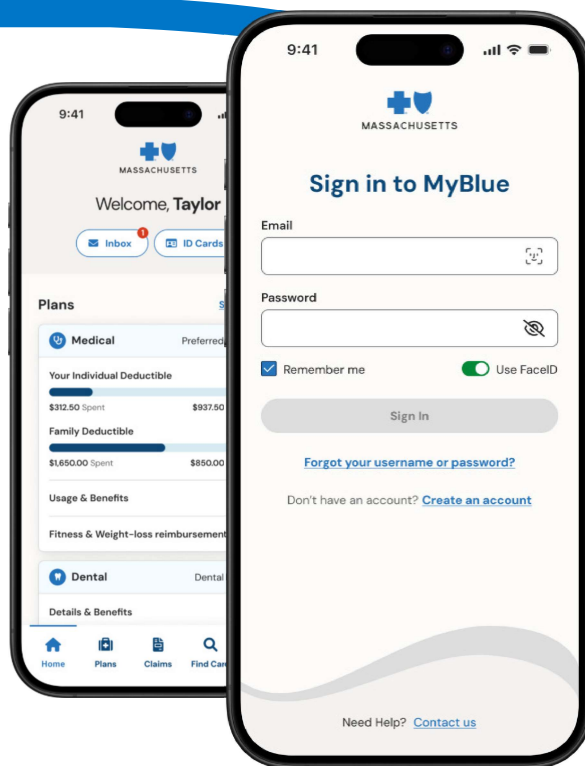 9:41
MASSACHUSETTS
Welcome, Taylor
Inbox
1
ID Cards
Plans
Medical
Preferred
Your Individual Deductible
$312.50 Spent
$937.50
Family Deductible
$1,650.00 Spent
$850.00
Usage & Benefits
Fitness & Weight-loss reimbursement
Dental
Dental
Details & Benefits
Home
Plans
Claims
Find Care
9:41
MASSACHUSETTS
Sign in to MyBlue
Email
Password
Remember me
Use FaceID
Sign In
Forgot your username or password?
Don't have an account? Create an account
Need Help? Contact us